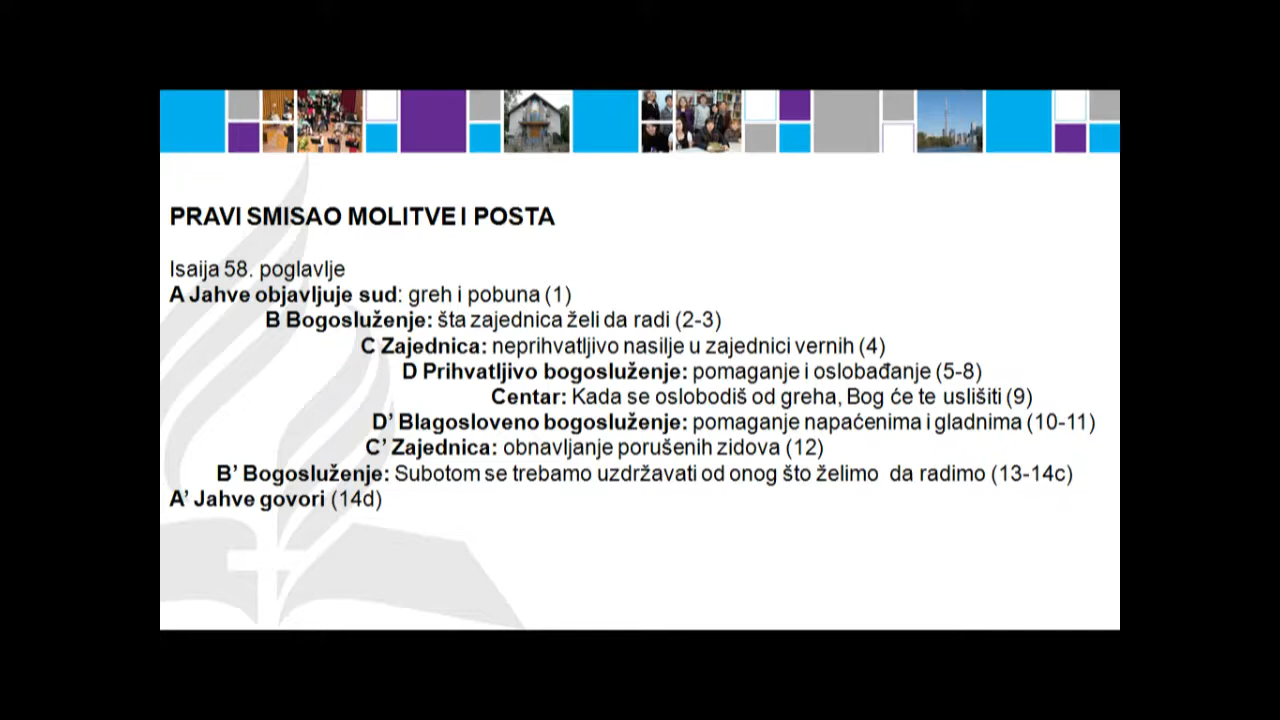 PRAVI SMISAO MOLITVE I POSTA
Isaija 58. poglavlje
A Jahve objavljuje sud: greh i pobuna (1)
B Bogosluženje: šta zajednica želi da radi (2-3)
C Zajednica: neprihvatljivo nasilje u zajednici vernih (4)
D Prihvatljivo bogosluženje: pomaganje i oslobađanje (5-8)
Centar: Kada se oslobodiš od greha, Bog će te uslišiti (9)
D’ Blagosloveno bogosluženje: pomaganje napaćenima i gladnima (10-11)
C’ Zajednica: obnavljanje porušenih zidova (12)
B’ Bogosluženje: Subotom se trebamo uzdržavati od onog što želimo da radimo (13-14c)
A’ Jahve govori (14d)